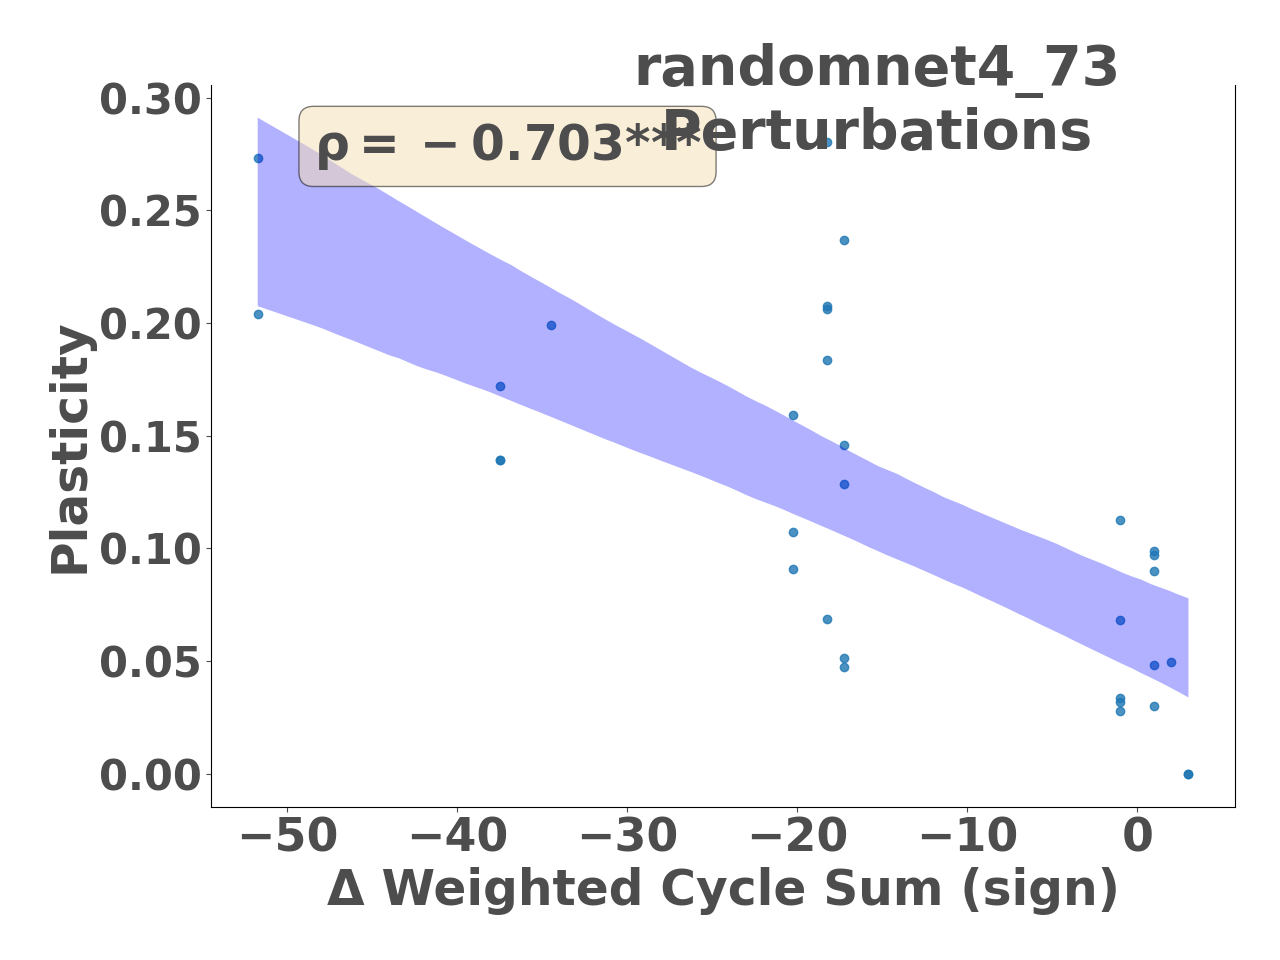 randomnet4_73
Perturbations
ρ = − 0.703***
0.30
0.25
0.20
0.15
0.10
0.05
0.00
Plasticity
−50 −40 −30 −20 −10 0
Δ Weighted Cycle Sum (sign)